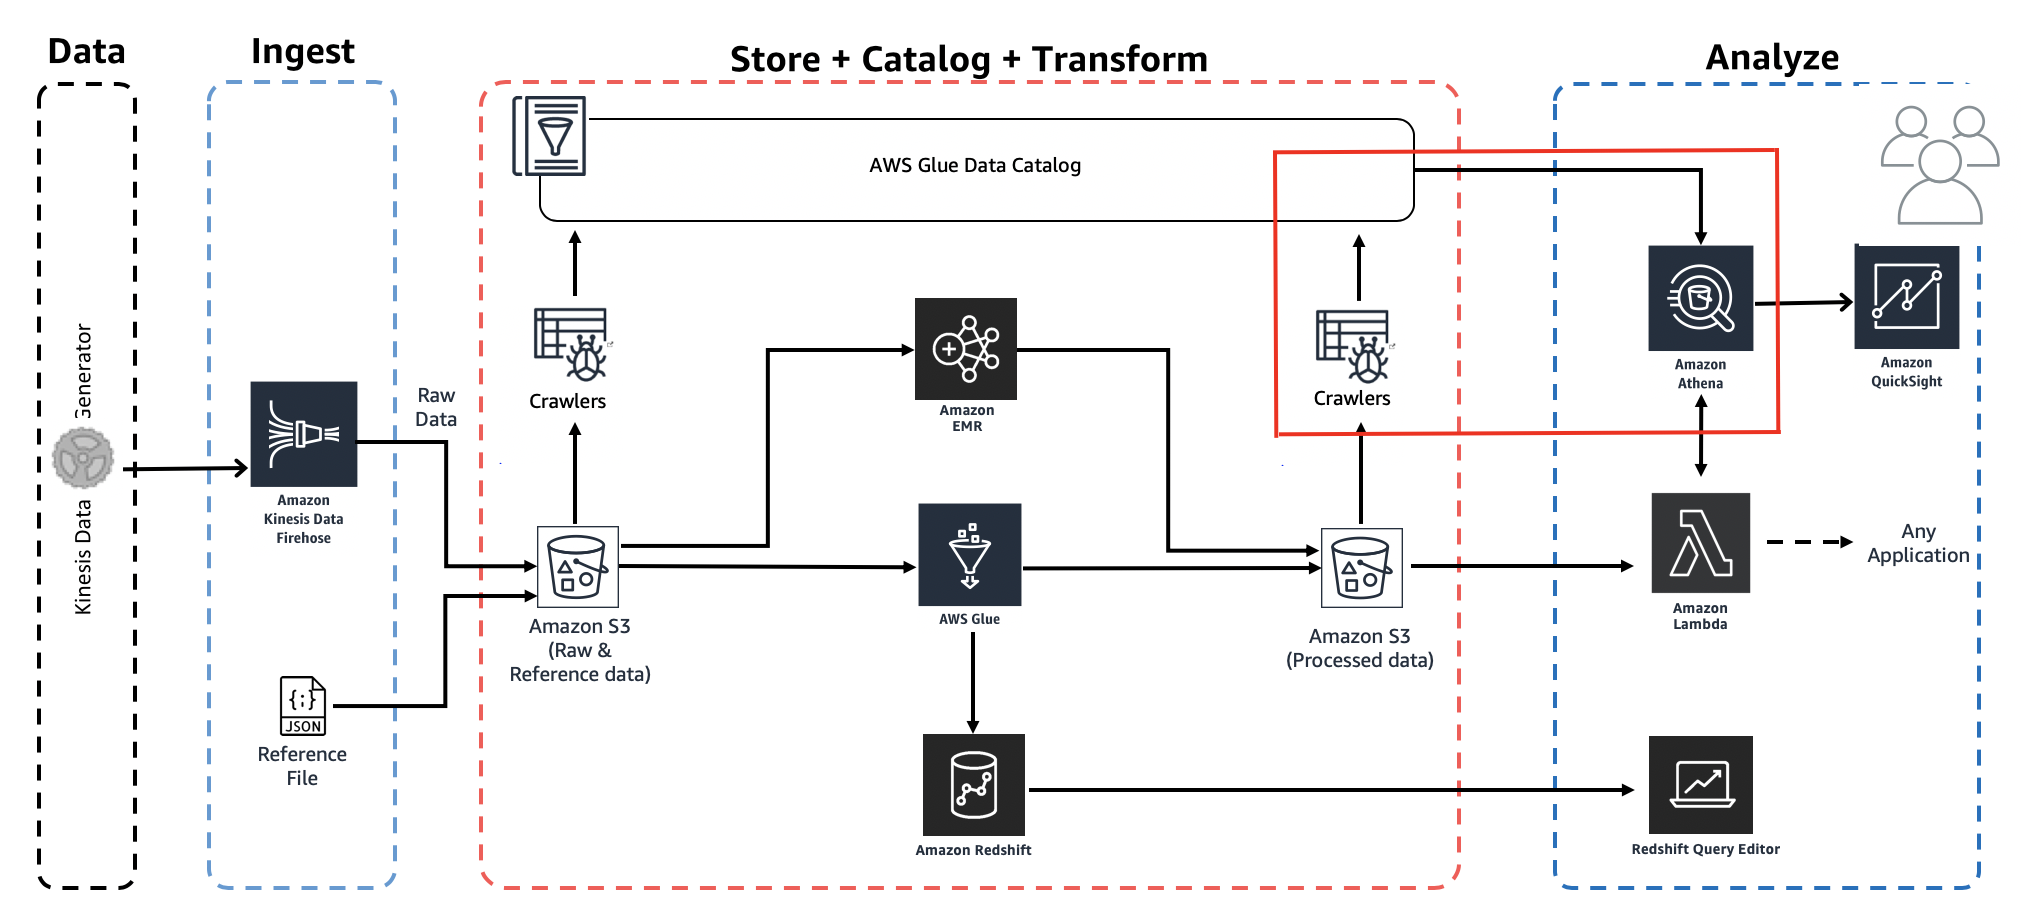 Data
Ingest
Store + Catalog + Transform
Analyze
AWS Glue Data Catalog
Kinesis Data Generator
Amazon
Kinesis Data
Firehose
Raw
Data
{;}
JSON
Reference
File
Crawlers
Amazon S3
(Raw &
Reference data)
Amazon
EMR
AWS Glue
Amazon Redshift
Crawlers
Amazon S3
(Processed data)
Amazon
Athena
Amazon
QuickSight
Amazon
Lambda
Any
Application
Redshift Query Editor